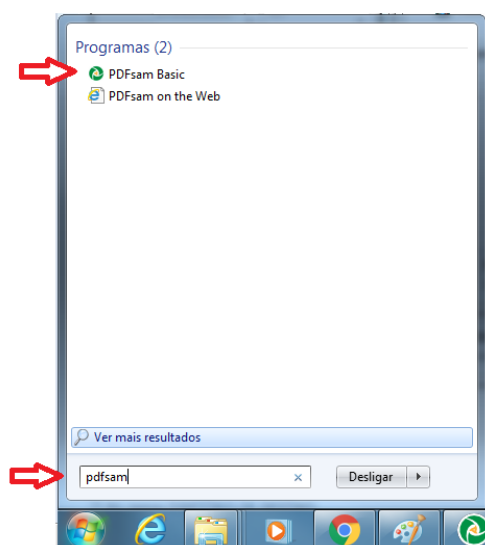 Programas (2)
PDFsam Basic
PDFsam on the Web
Ver mais resultados
pdfsam
Desligar